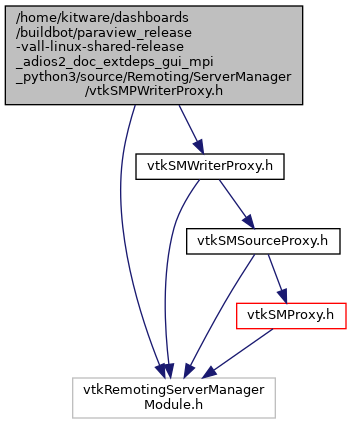 /home/kitware/dashboards
/buildbot/paraview_release
-vall-linux-shared-release
_adios2_doc_extdeps_gui_mpi
_python3/source/Remoting/ServerManager
/vtkSMPWriterProxy.h
vtkSMWriterProxy.h
vtkSMSourceProxy.h
vtkSMProxy.h
vtkRemotingServerManager
Module.h